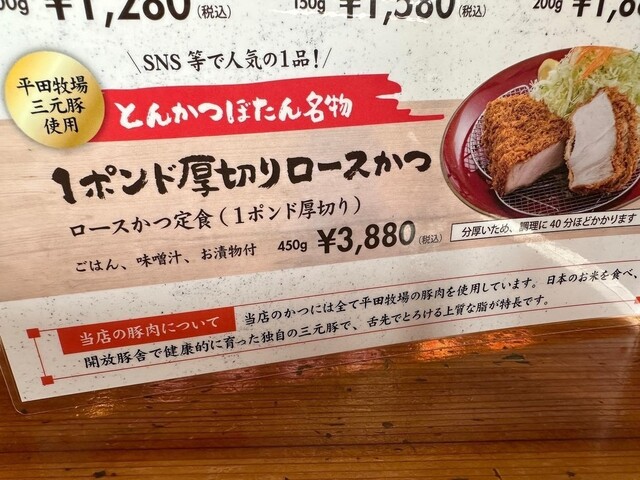 ¥1,280(税込)
150g ¥1,580(税込)
200g
\SNS 等で人気の1品!/
平田牧場
三元豚
使用
とんかつぼたん名物
1ポンド厚切りロースかつ
ロースかつ定食(1ポンド厚切り)
ごはん、味噌汁、お漬物付 450g ¥3,880(税込)
分厚いため、調理に 40 分ほどかかります
当店の豚肉について 当店のかつには全て平田牧場の豚肉を使用しています。日本のお米を食べ、
開放豚舎で健康的に育った独自の三元豚で、舌先でとろける上質な脂が特長です。